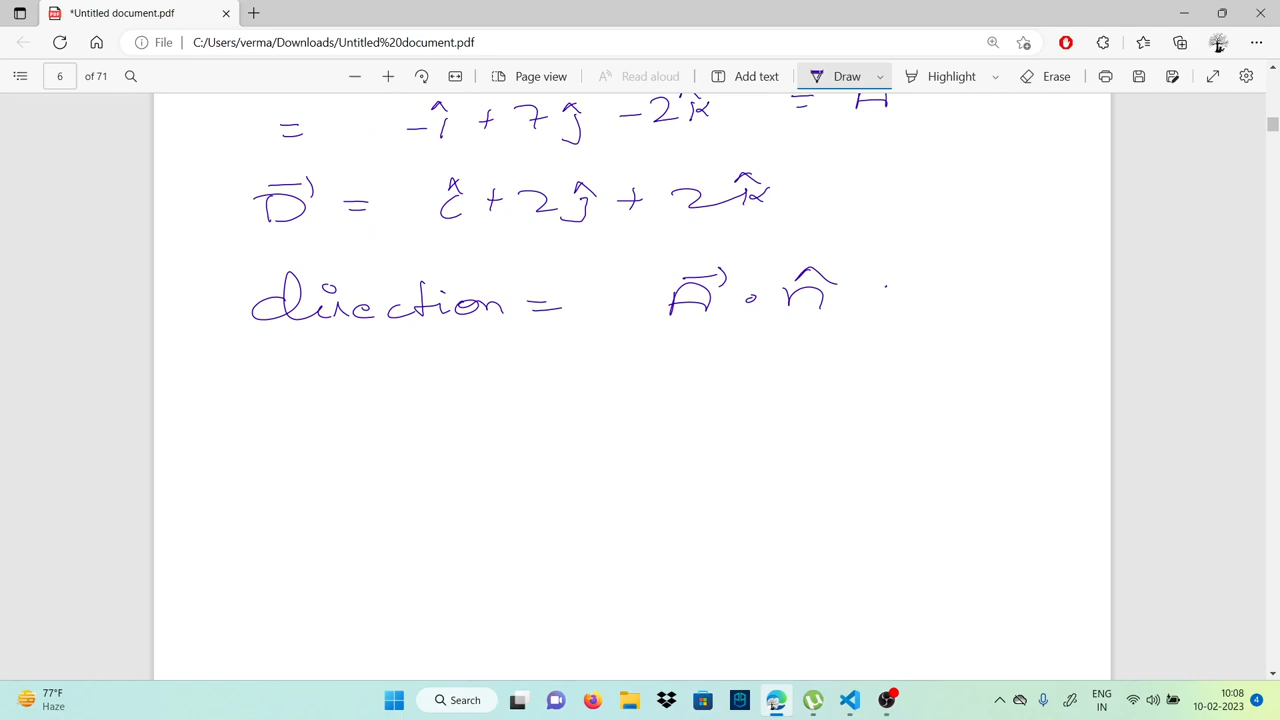 *Untitled document.pdf
File C:/Users/verma/Downloads/Untitled%20document.pdf
6 of 71 Page view Read aloud Add text Draw Highlight Erase
= -î + 7ĵ - 2k̂ = A
D⃗ = î + 2ĵ + 2k̂
direction = A⃗ . n̂
77°F
Haze
Search
ENG
IN
10:08
10-02-2023
4